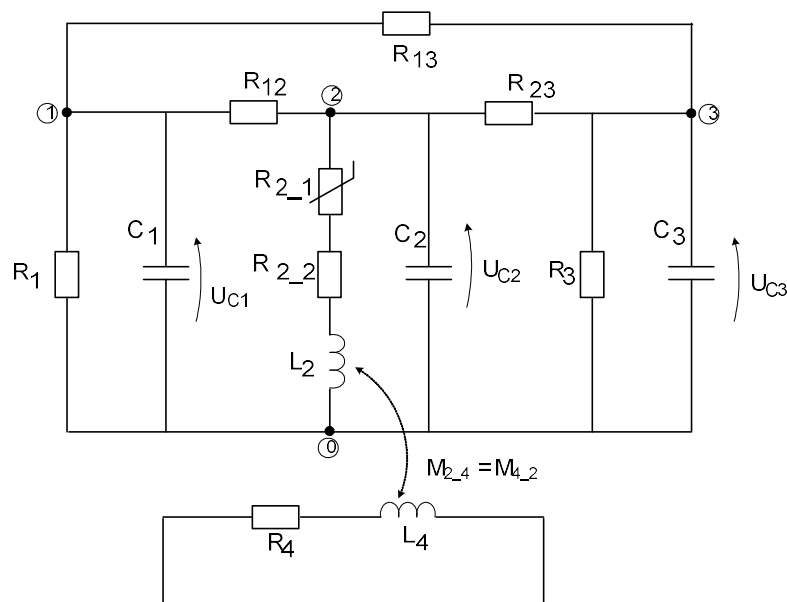 R13
R12
R23
1
2
3
R2_1
C1
C2
C3
R1
R2_2
R3
UC1
UC2
UC3
L2
0
M2_4 = M4_2
R4
L4